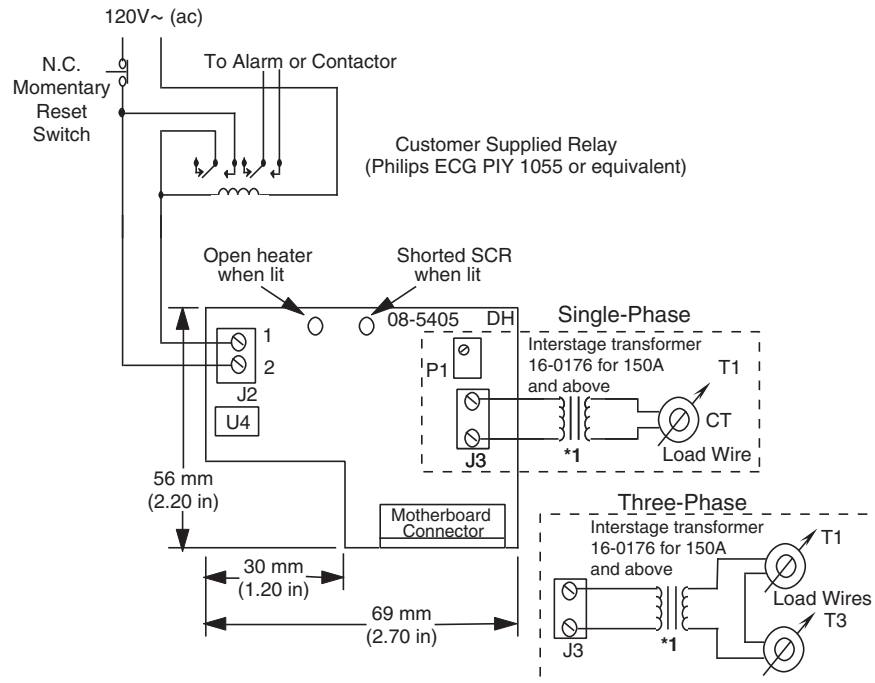 120V~ (ac)
N.C.
Momentary
Reset
Switch
To Alarm or Contactor
Customer Supplied Relay
(Philips ECG PIY 1055 or equivalent)
Open heater
when lit
Shorted SCR
when lit
08-5405
DH
1
2
J2
U4
P1
J3
Single-Phase
Interstage transformer
16-0176 for 150A
and above
T1
CT
Load Wire
*1
56 mm
(2.20 in)
Motherboard
Connector
30 mm
(1.20 in)
69 mm
(2.70 in)
Three-Phase
Interstage transformer
16-0176 for 150A
and above
T1
Load Wires
T3
J3
*1